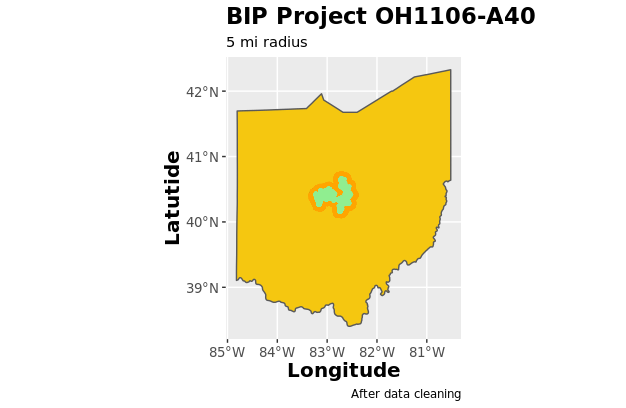 BIP Project OH1106-A40
5 mi radius
42°N
41°N
40°N
39°N
Latutide
85°W 84°W 83°W 82°W 81°W
Longitude
After data cleaning